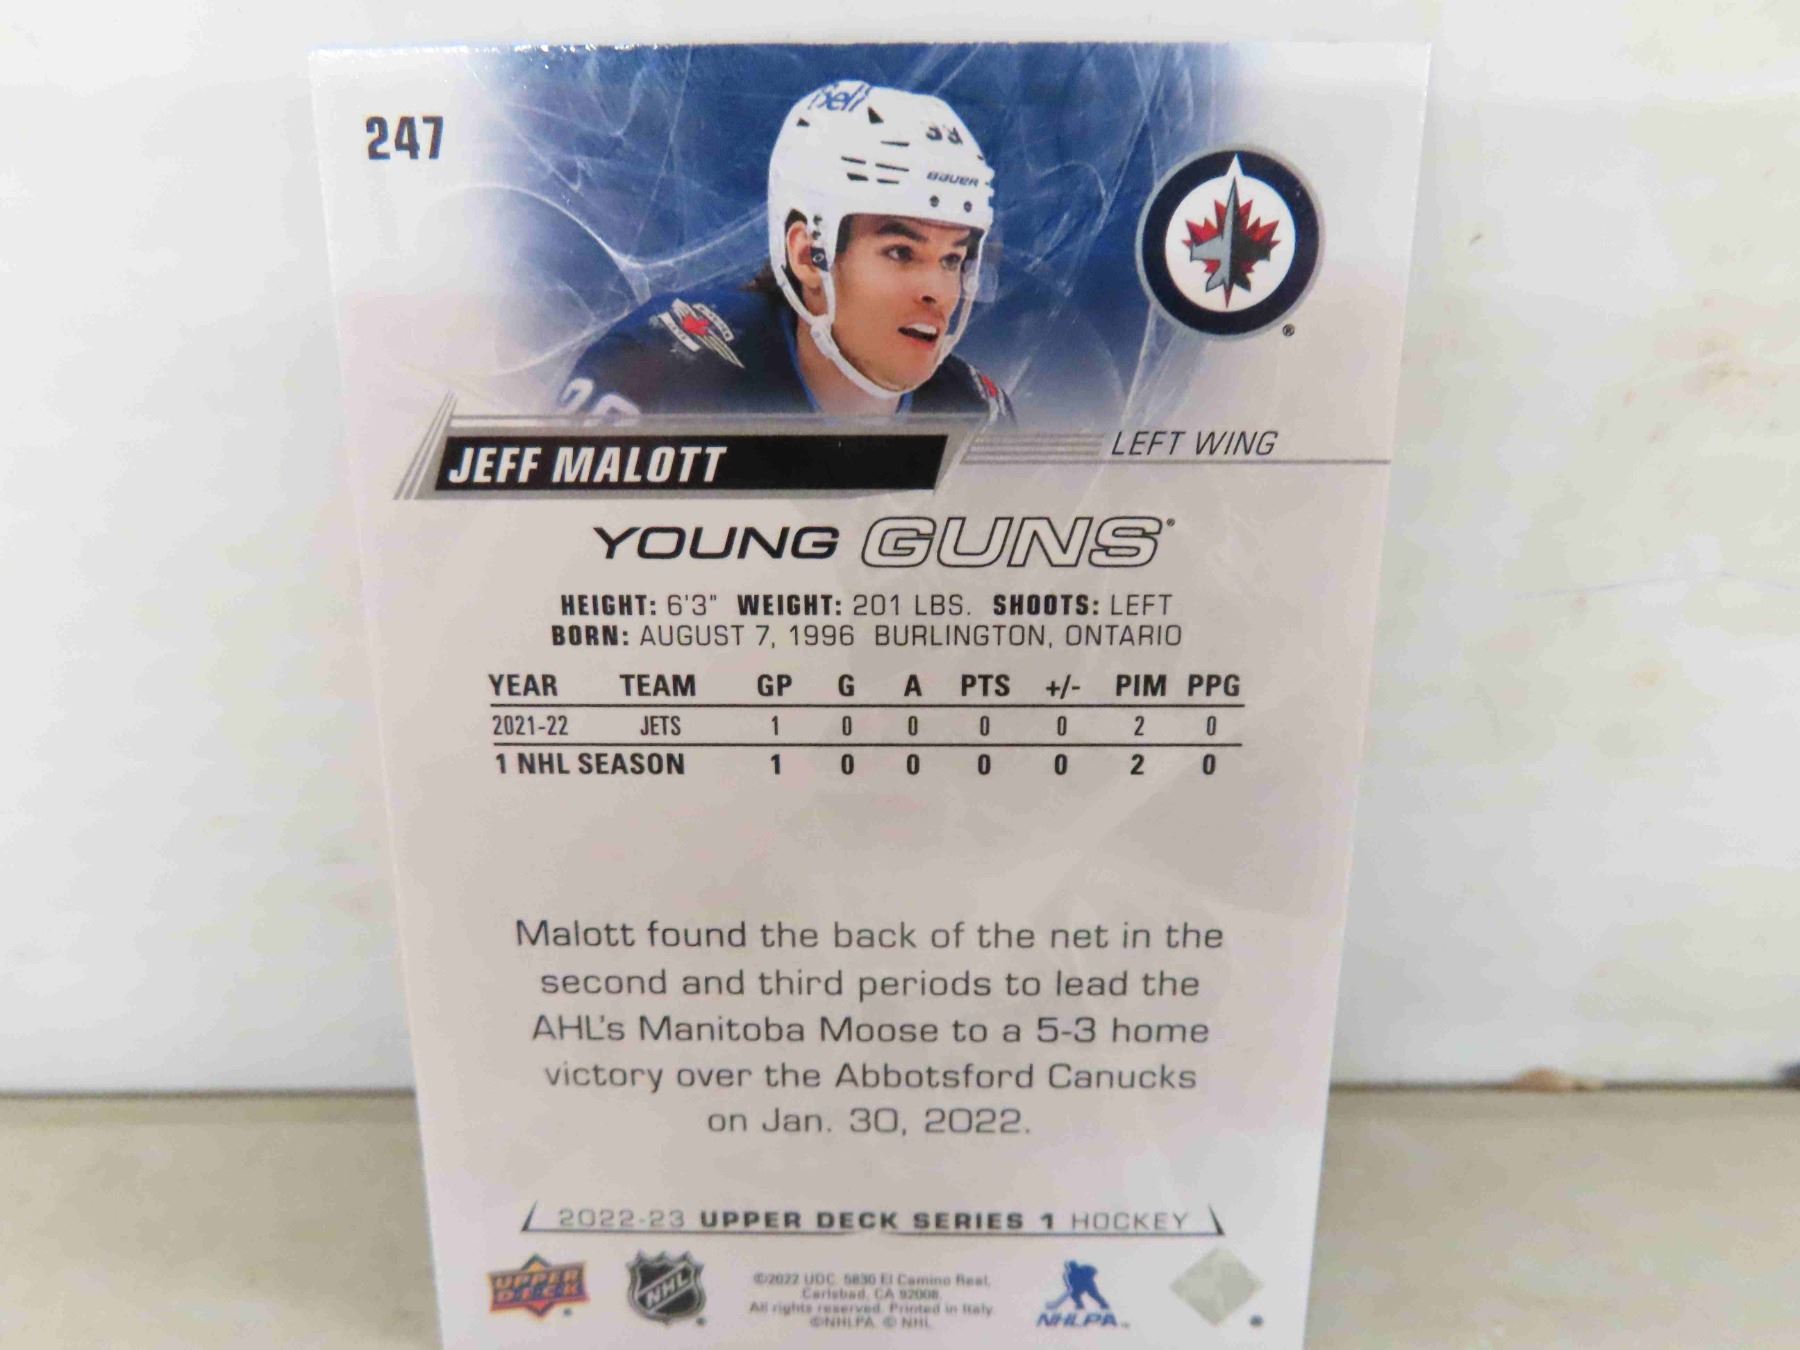 247
Bell
39
BAUER
JEFF MALOTT
LEFT WING
YOUNG GUNS®
HEIGHT: 6'3" WEIGHT: 201 LBS. SHOOTS: LEFT
BORN: AUGUST 7, 1996 BURLINGTON, ONTARIO
YEAR TEAM GP G A PTS +/- PIM PPG
2021-22 JETS 1 0 0 0 0 2 0
1 NHL SEASON 1 0 0 0 0 2 0
Malott found the back of the net in the
second and third periods to lead the
AHL's Manitoba Moose to a 5-3 home
victory over the Abbotsford Canucks
on Jan. 30, 2022.
2022-23 UPPER DECK SERIES 1 HOCKEY
UPPER
DECK
NHL
©2022 UDC. 5830 El Camino Real,
Carlsbad, CA 92008.
All rights reserved. Printed in Italy
©NHLPA. © NHL
NHLPA™